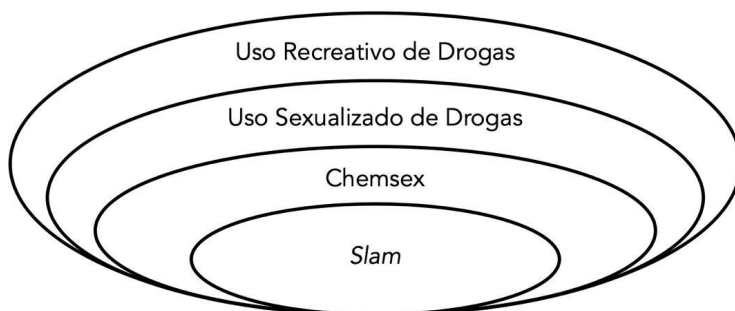 Uso Recreativo de Drogas
Uso Sexualizado de Drogas
Chemsex
Slam